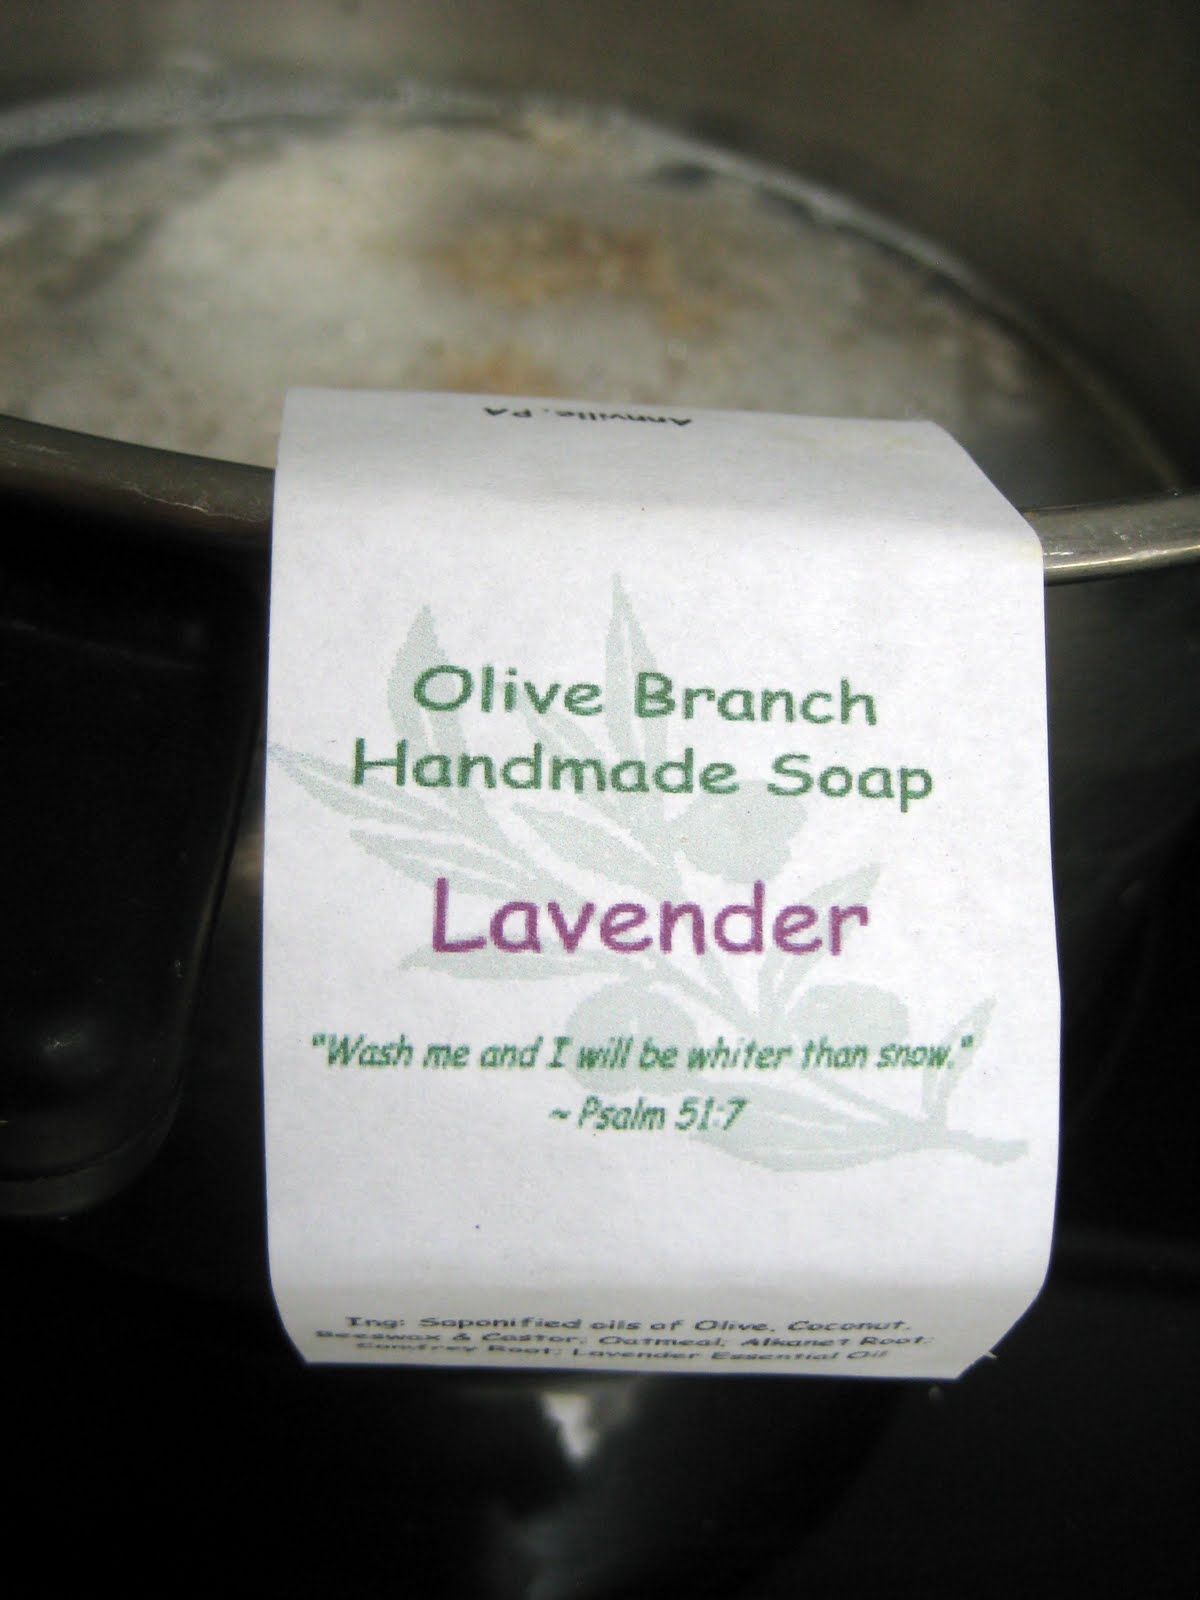 Annville, PA
Olive Branch
Handmade Soap
Lavender
"Wash me and I will be whiter than snow."
~ Psalm 51:7
Ing: Saponified oils of Olive, Coconut,
Beeswax & Castor; Oatmeal; Alkanet Root;
Comfrey Root; Lavender Essential Oil